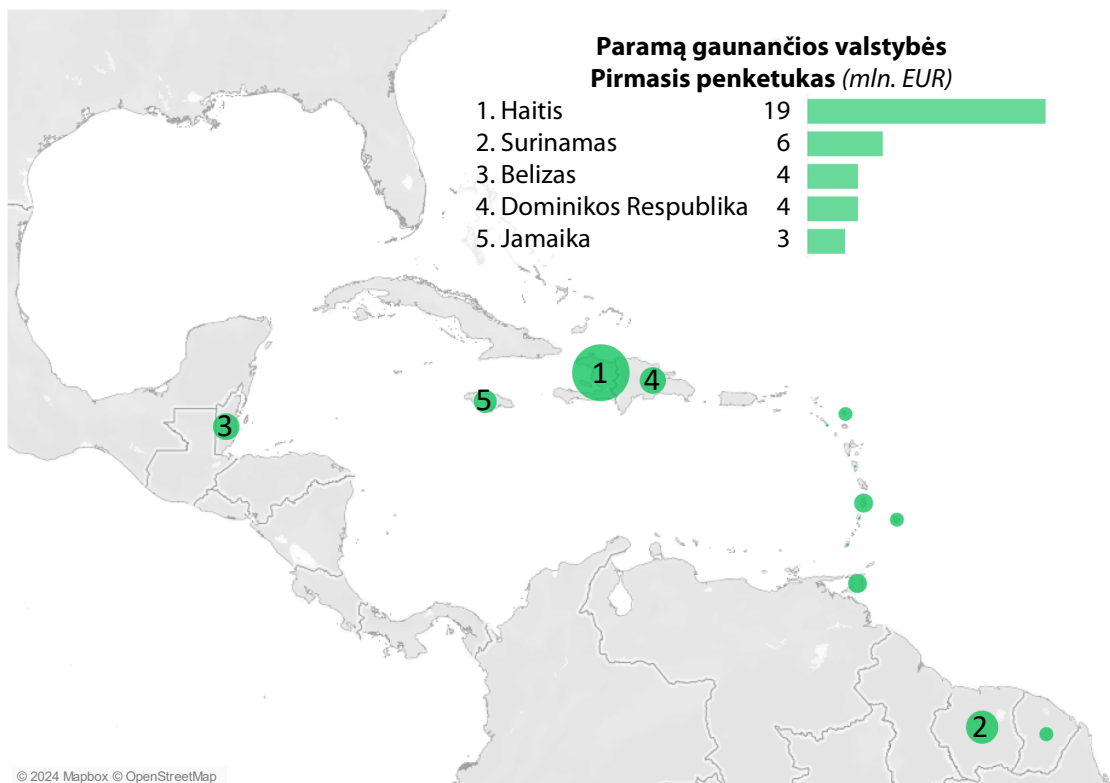 Paramą gaunančios valstybės
Pirmasis penketukas (mln. EUR)
1. Haitis 19
2. Surinamas 6
3. Belizas 4
4. Dominikos Respublika 4
5. Jamaika 3
1
4
5
3
2
© 2024 Mapbox © OpenStreetMap